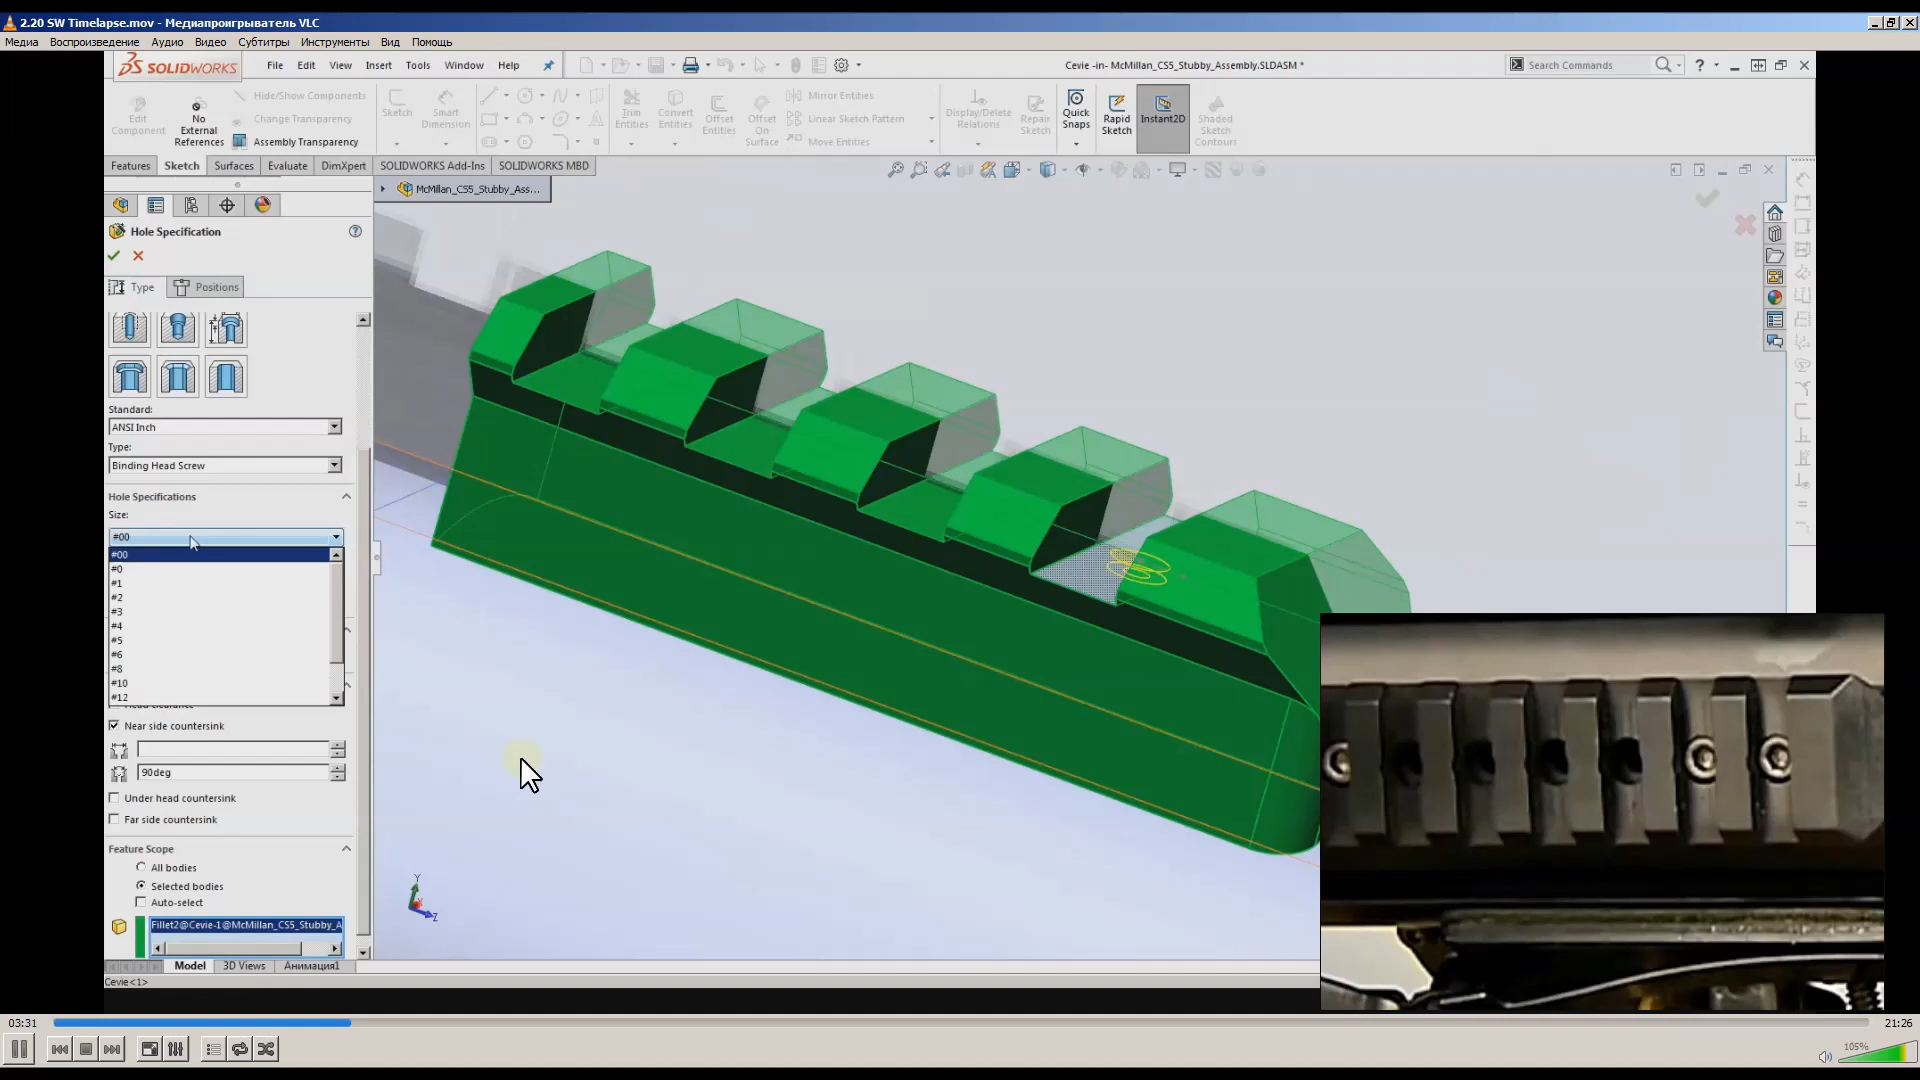 2.20 SW Timelapse.mov - Медиапроигрыватель VLC
Медиа Воспроизведение Аудио Видео Субтитры Инструменты Вид Помощь
SOLIDWORKS File Edit View Insert Tools Window Help Cevie -in- McMillan_CS5_Stubby_Assembly.SLDASM * Search Commands
Edit Component
No External References
Hide/Show Components
Change Transparency
Assembly Transparency
Sketch
Smart Dimension
Trim Entities
Convert Entities
Offset Entities
Offset On Surface
Mirror Entities
Linear Sketch Pattern
Move Entities
Display/Delete Relations
Repair Sketch
Quick Snaps
Rapid Sketch
Instant2D
Shaded Sketch Contours
Features Sketch Surfaces Evaluate DimXpert SOLIDWORKS Add-Ins SOLIDWORKS MBD
McMillan_CS5_Stubby_Ass...
Hole Specification
Type Positions
Standard:
ANSI Inch
Type:
Binding Head Screw
Hole Specifications
Size:
#00
#00
#0
#1
#2
#3
#4
#5
#6
#8
#10
#12
Near side countersink
90deg
Under head countersink
Far side countersink
Feature Scope
All bodies
Selected bodies
Auto-select
Fillet2@Cevie-1@McMillan_CS5_Stubby_A
Y
Z
Model 3D Views Анимация1
Cevie<1>
03:31 21:26
105%